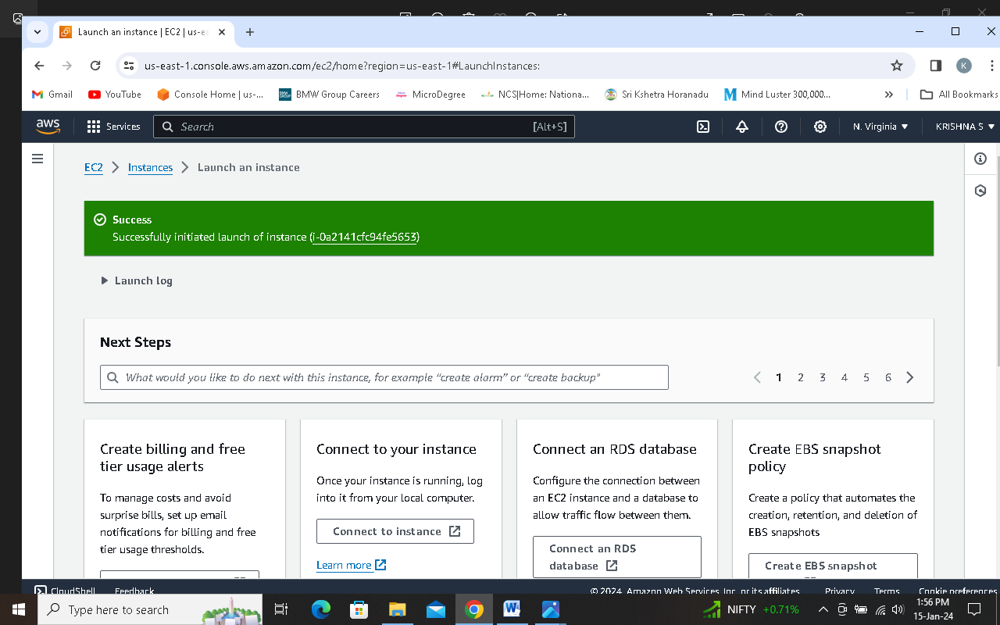 Launch an instance | EC2 | us-ea
us-east-1.console.aws.amazon.com/ec2/home?region=us-east-1#LaunchInstances:
K
Gmail
YouTube
Console Home | us-...
BMW GROUP
BMW Group Careers
MicroDegree
NCS|Home: Nationa...
Sri Kshetra Horanadu
Mind Luster 300,000...
»
All Bookmarks
aws
Services
Search
[Alt+S]
N. Virginia
KRISHNA S
EC2
Instances
Launch an instance
Success
Successfully initiated launch of instance (i-0a2141cfc94fe5653)
Launch log
Next Steps
What would you like to do next with this instance, for example “create alarm” or “create backup”
1 2 3 4 5 6
Create billing and free
tier usage alerts
To manage costs and avoid
surprise bills, set up email
notifications for billing and free
tier usage thresholds.
Connect to your instance
Once your instance is running, log
into it from your local computer.
Connect to instance
Learn more
Connect an RDS database
Configure the connection between
an EC2 instance and a database to
allow traffic flow between them.
Connect an RDS
database
Create EBS snapshot
policy
Create a policy that automates the
creation, retention, and deletion of
EBS snapshots
Create EBS snapshot
CloudShell
Feedback
© 2024, Amazon Web Services, Inc. or its affiliates.
Privacy
Terms
Cookie preferences
Type here to search
NIFTY +0.71%
1:56 PM
15-Jan-24